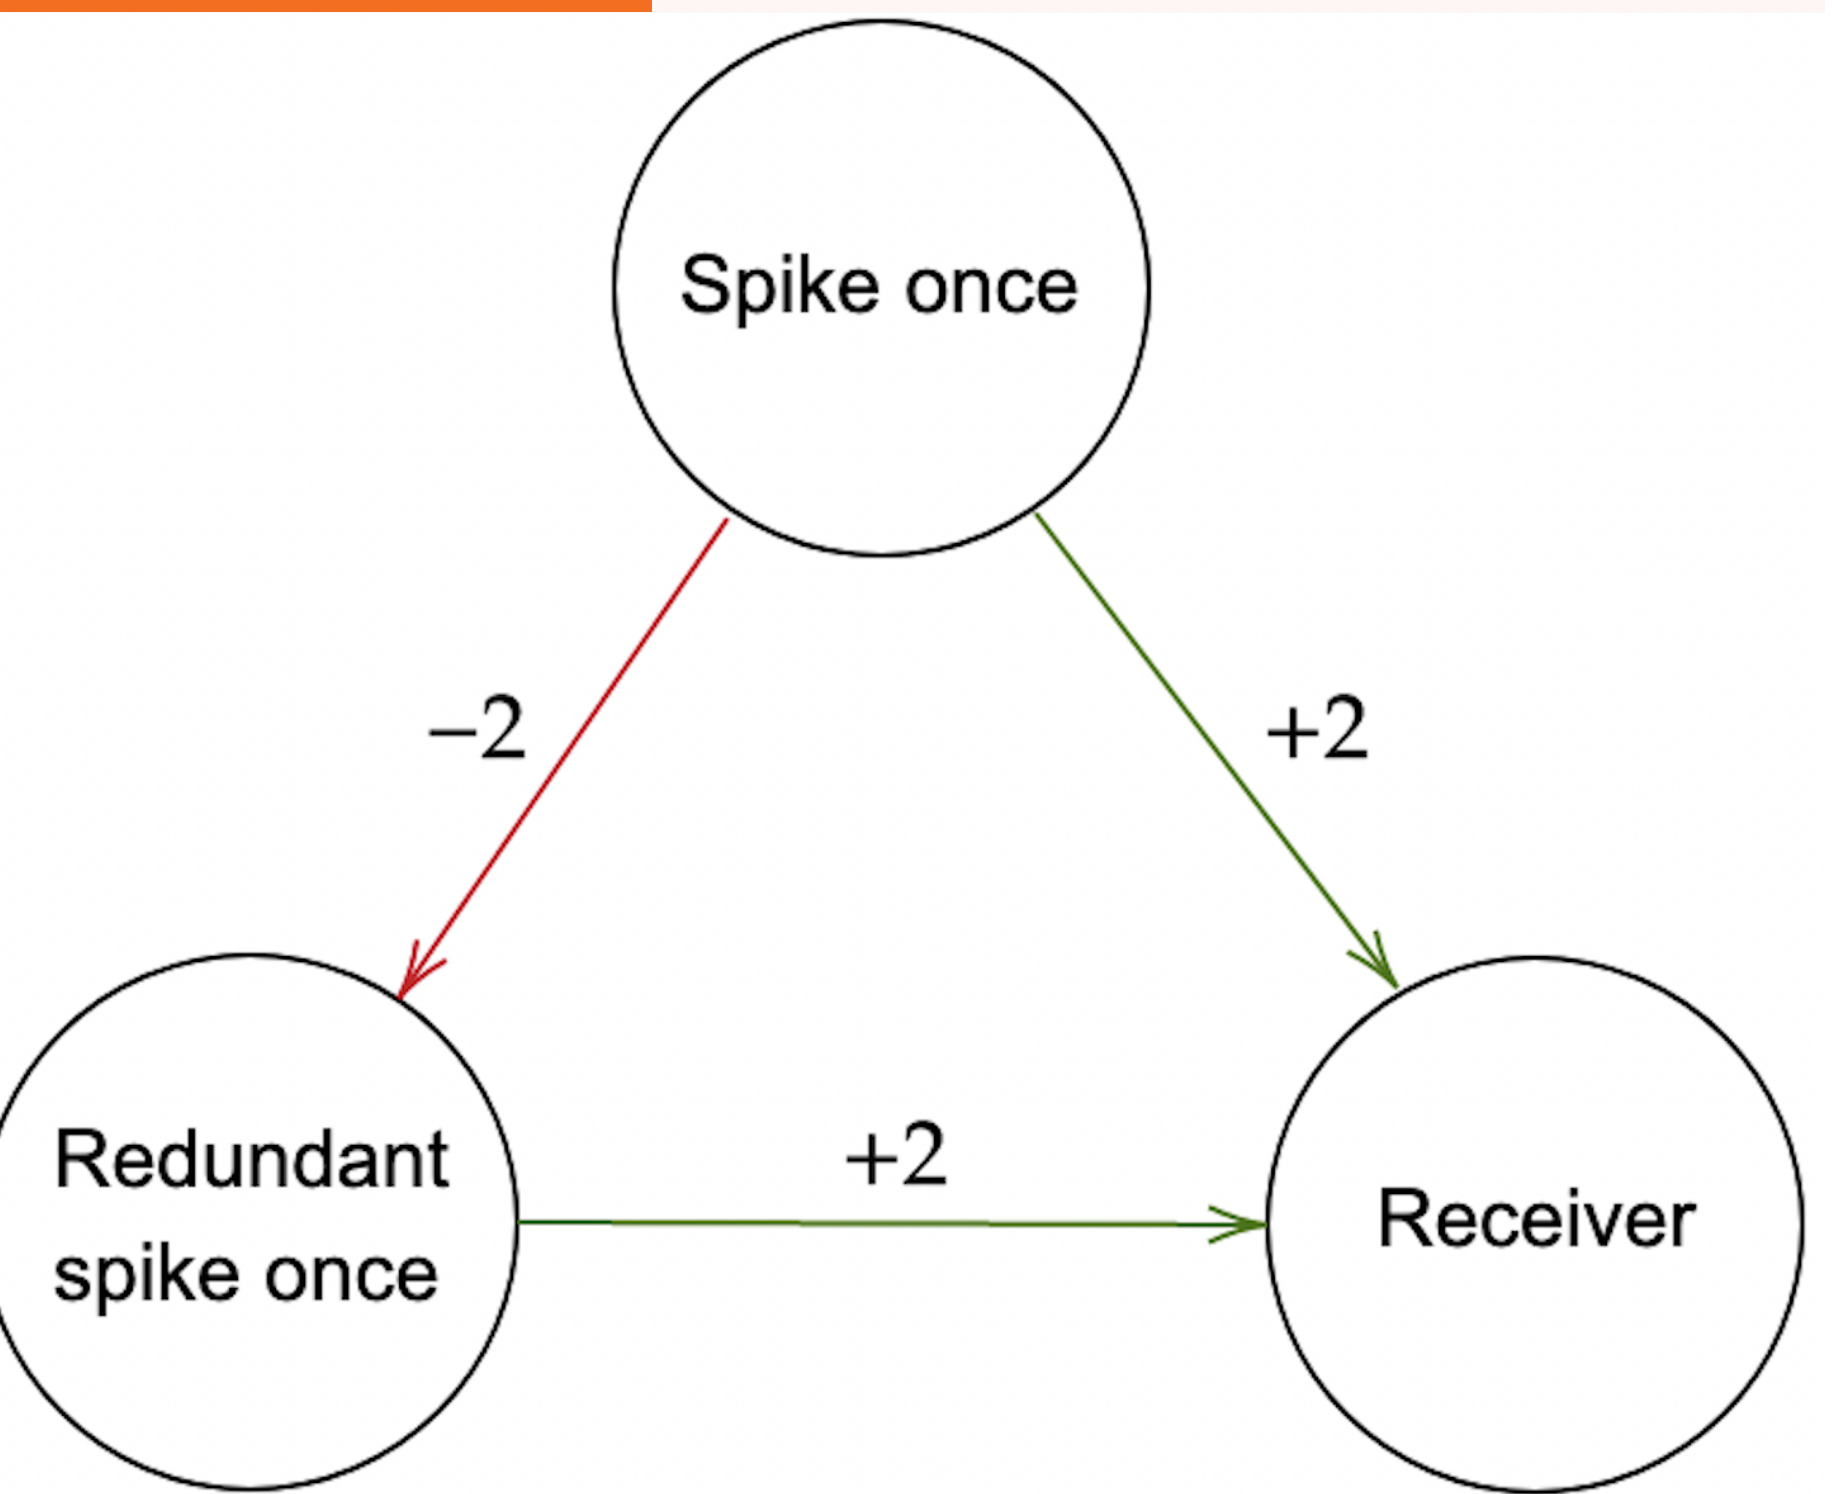 Spike once
−2
+2
Redundant
spike once
+2
Receiver